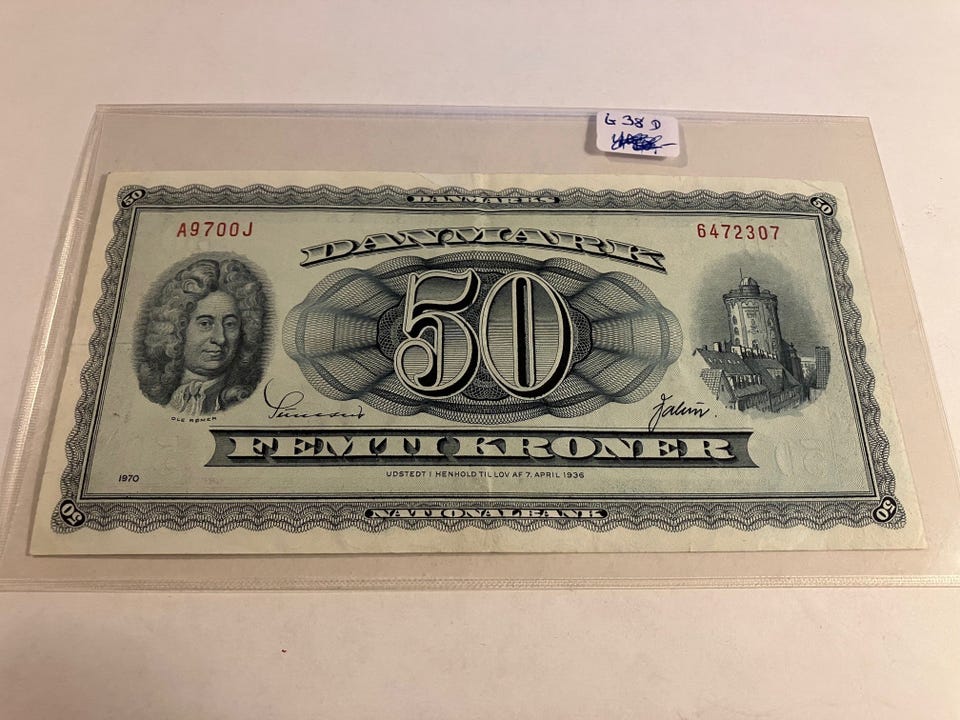 G 38 D
50 DANMARKS 50
A9700J 6472307
DANMARK
50
OLE RØMER
FEMTI KRONER
UDSTEDT I HENHOLD TIL LOV AF 7. APRIL 1936
1970
50 NATIONALBANK 50